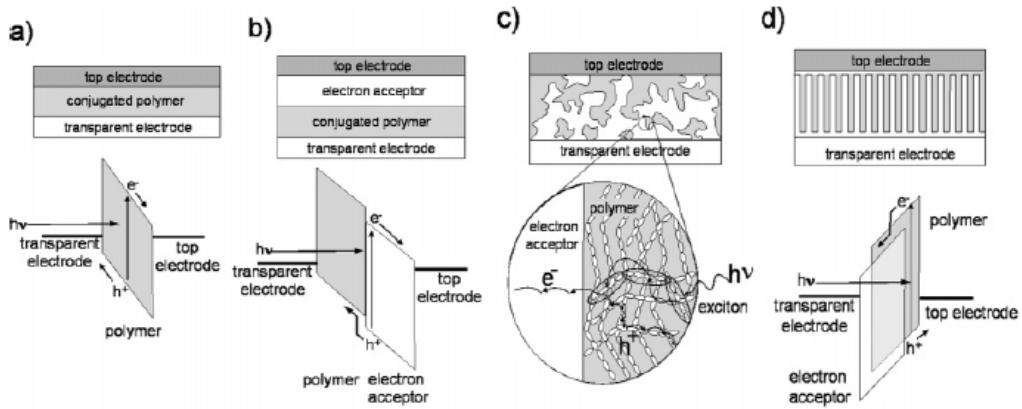 a)
top electrode
conjugated polymer
transparent electrode
e-
hν
transparent
electrode
top
electrode
h+
polymer
b)
top electrode
electron acceptor
conjugated polymer
transparent electrode
e-
hν
transparent
electrode
top
electrode
h+
polymer electron
acceptor
c)
top electrode
transparent electrode
polymer
electron
acceptor
e-
hν
exciton
h+
d)
top electrode
transparent electrode
e-
polymer
hν
transparent
electrode
top electrode
h+
electron
acceptor